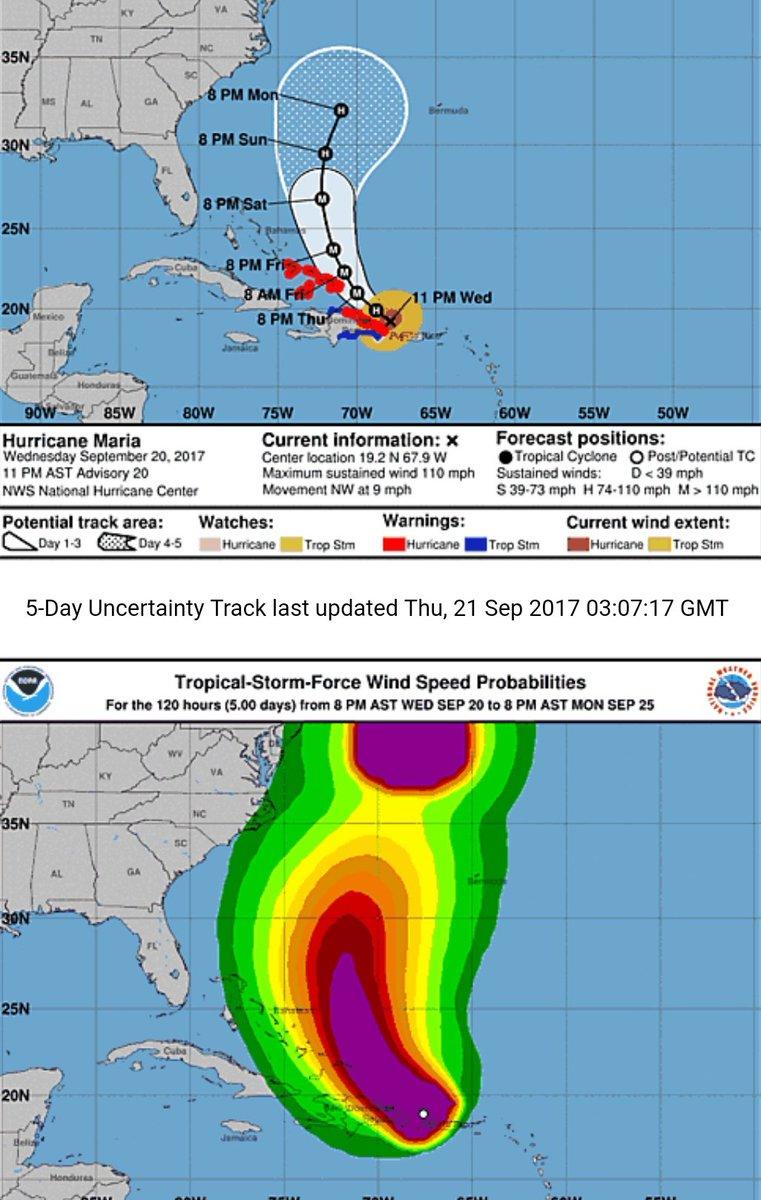 KY
VA
TN
NC
35N
SC
MS
AL
GA
8 PM Mon
Bermuda
8 PM Sun
30N
FL
8 PM Sat
25N
Bahamas
8 PM Fri
Cuba
8 AM Fri
11 PM Wed
20N
Mexico
8 PM Thu
Jamaica
Belize
Guatemala
Honduras
90W 85W 80W 75W 70W 65W 60W 55W 50W
Hurricane Maria
Wednesday September 20, 2017
11 PM AST Advisory 20
NWS National Hurricane Center
Current information: x
Center location 19.2 N 67.9 W
Maximum sustained wind 110 mph
Movement NW at 9 mph
Forecast positions:
Tropical Cyclone Post/Potential TC
Sustained winds: D < 39 mph
S 39-73 mph H 74-110 mph M > 110 mph
Potential track area:
Day 1-3 Day 4-5
Watches:
Hurricane Trop Stm
Warnings:
Hurricane Trop Stm
Current wind extent:
Hurricane Trop Stm
5-Day Uncertainty Track last updated Thu, 21 Sep 2017 03:07:17 GMT
NOAA
Tropical-Storm-Force Wind Speed Probabilities
For the 120 hours (5.00 days) from 8 PM AST WED SEP 20 to 8 PM AST MON SEP 25
WV
KY
VA
TN
NC
35N
SC
AL
GA
Bermuda
30N
FL
25N
Bahamas
Cuba
20N
Jamaica
Belize
Honduras